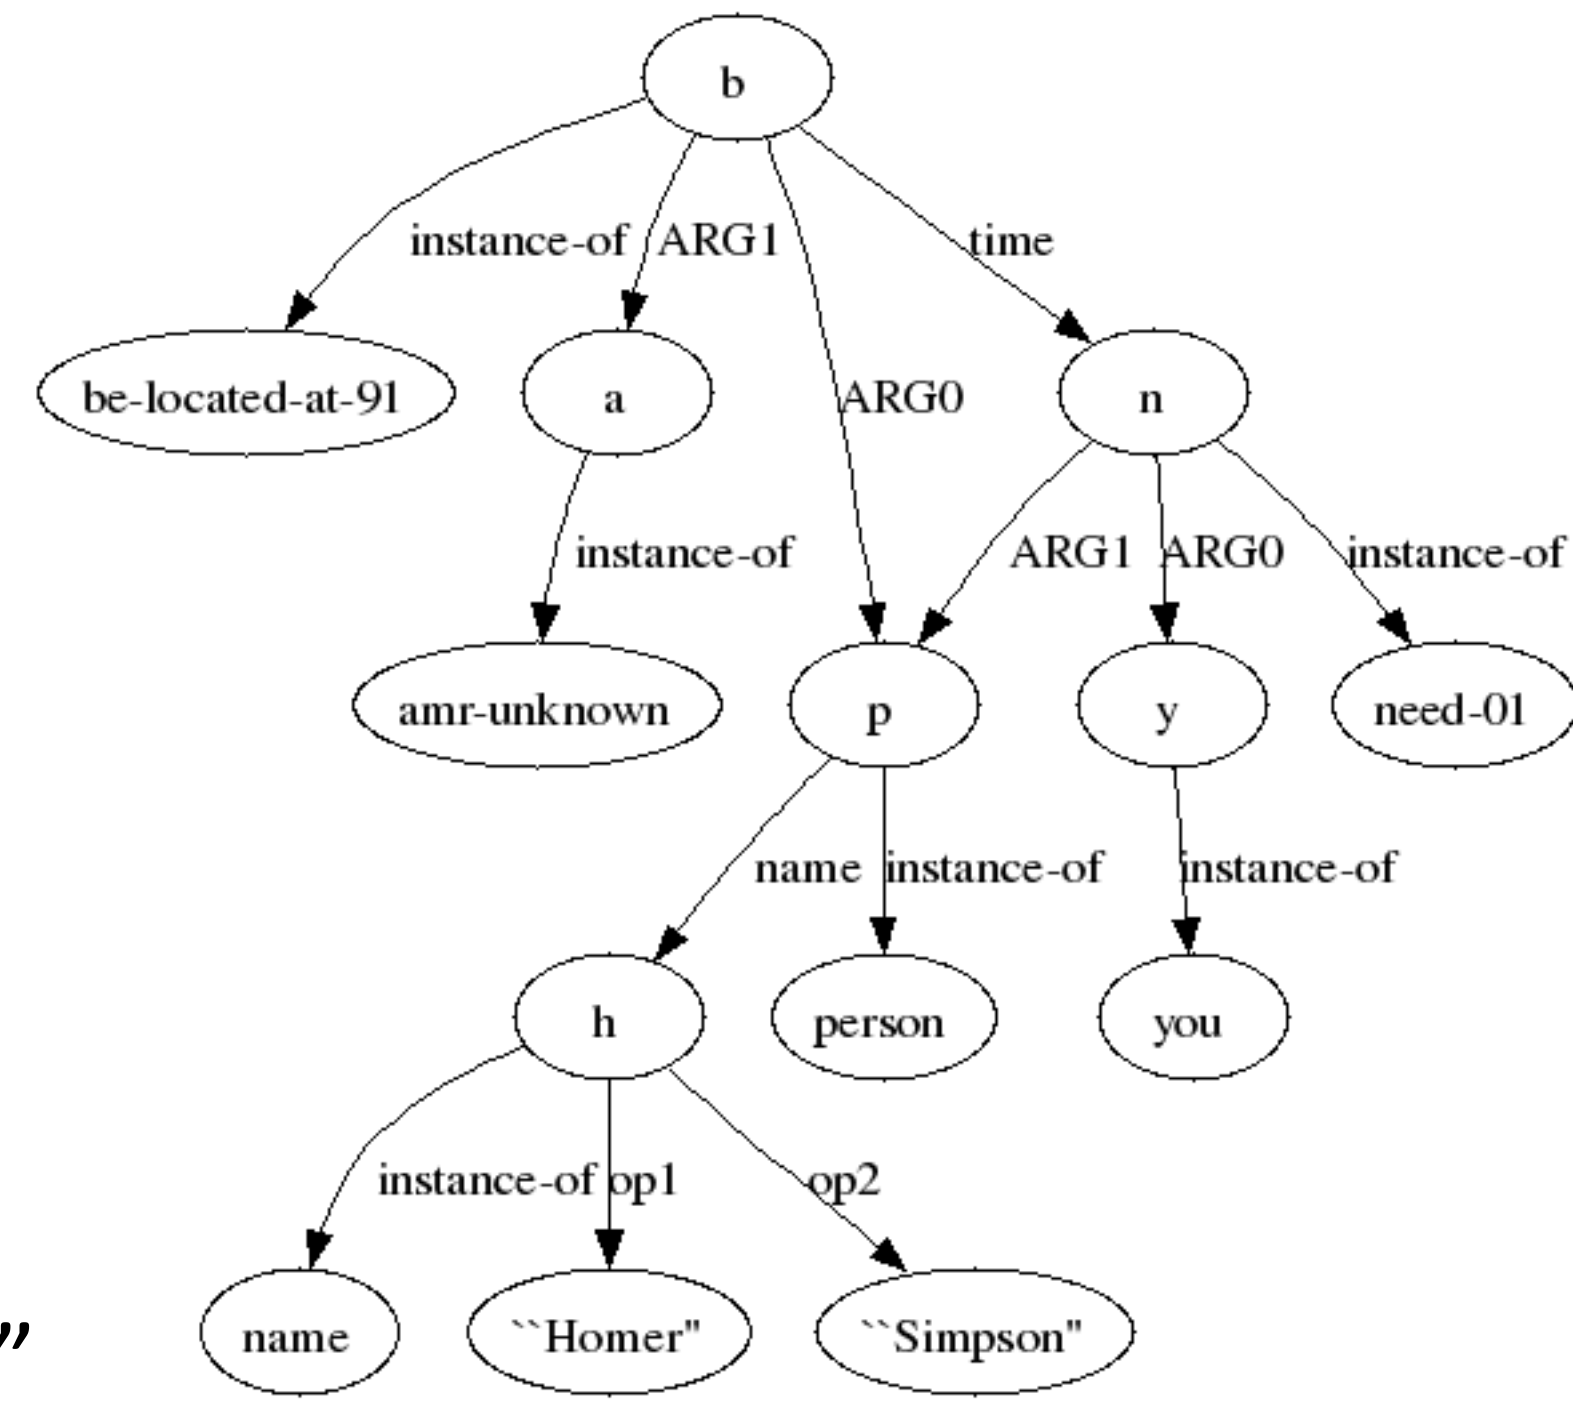 b
instance-of ARG1 time
be-located-at-91 a ARG0 n
instance-of ARG1 ARG0 instance-of
amr-unknown p y need-01
name instance-of instance-of
h person you
instance-of op1 op2
” name ``Homer" ``Simpson"